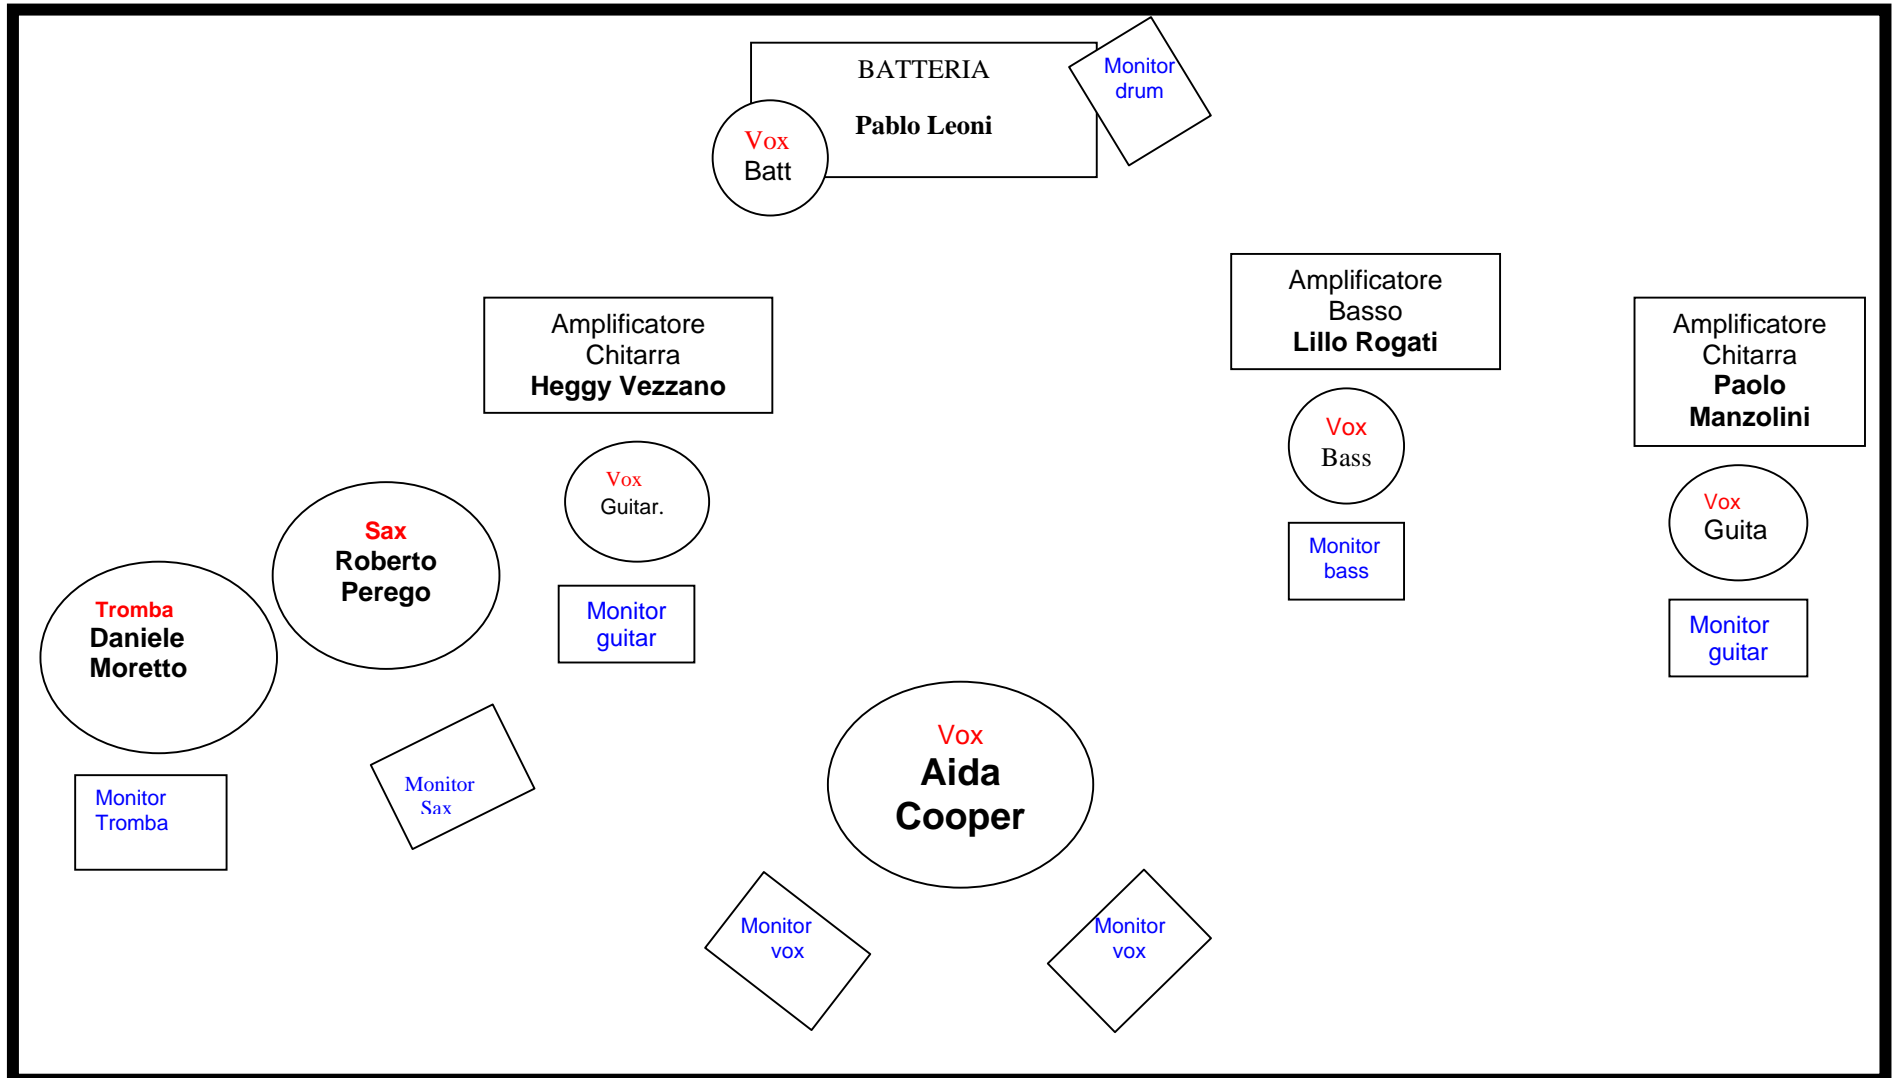 BATTERIA
Pablo Leoni
Monitor
drum
Vox
Batt
Amplificatore
Chitarra
Heggy Vezzano
Amplificatore
Basso
Lillo Rogati
Amplificatore
Chitarra
Paolo
Manzolini
Vox
Guitar.
Vox
Bass
Vox
Guita
Sax
Roberto
Perego
Tromba
Daniele
Moretto
Monitor
guitar
Monitor
bass
Monitor
guitar
Monitor
Tromba
Monitor
Sax
Vox
Aida
Cooper
Monitor
vox
Monitor
vox